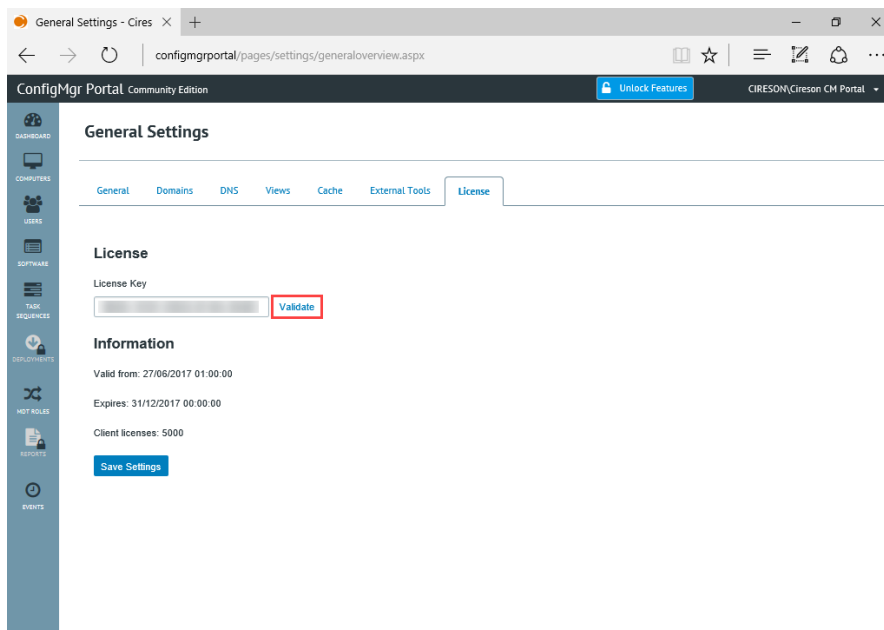 General Settings - Cires
configmgrportal/pages/settings/generaloverview.aspx
ConfigMgr Portal Community Edition
Unlock Features
CIRESON\Cireson CM Portal
DASHBOARD
General Settings
COMPUTERS
General Domains DNS Views Cache External Tools License
USERS
License
SOFTWARE
License Key
TASK
SEQUENCES
Validate
Information
DEPLOYMENTS
Valid from: 27/06/2017 01:00:00
Expires: 31/12/2017 00:00:00
MDT ROLES
Client licenses: 5000
REPORTS
Save Settings
EVENTS